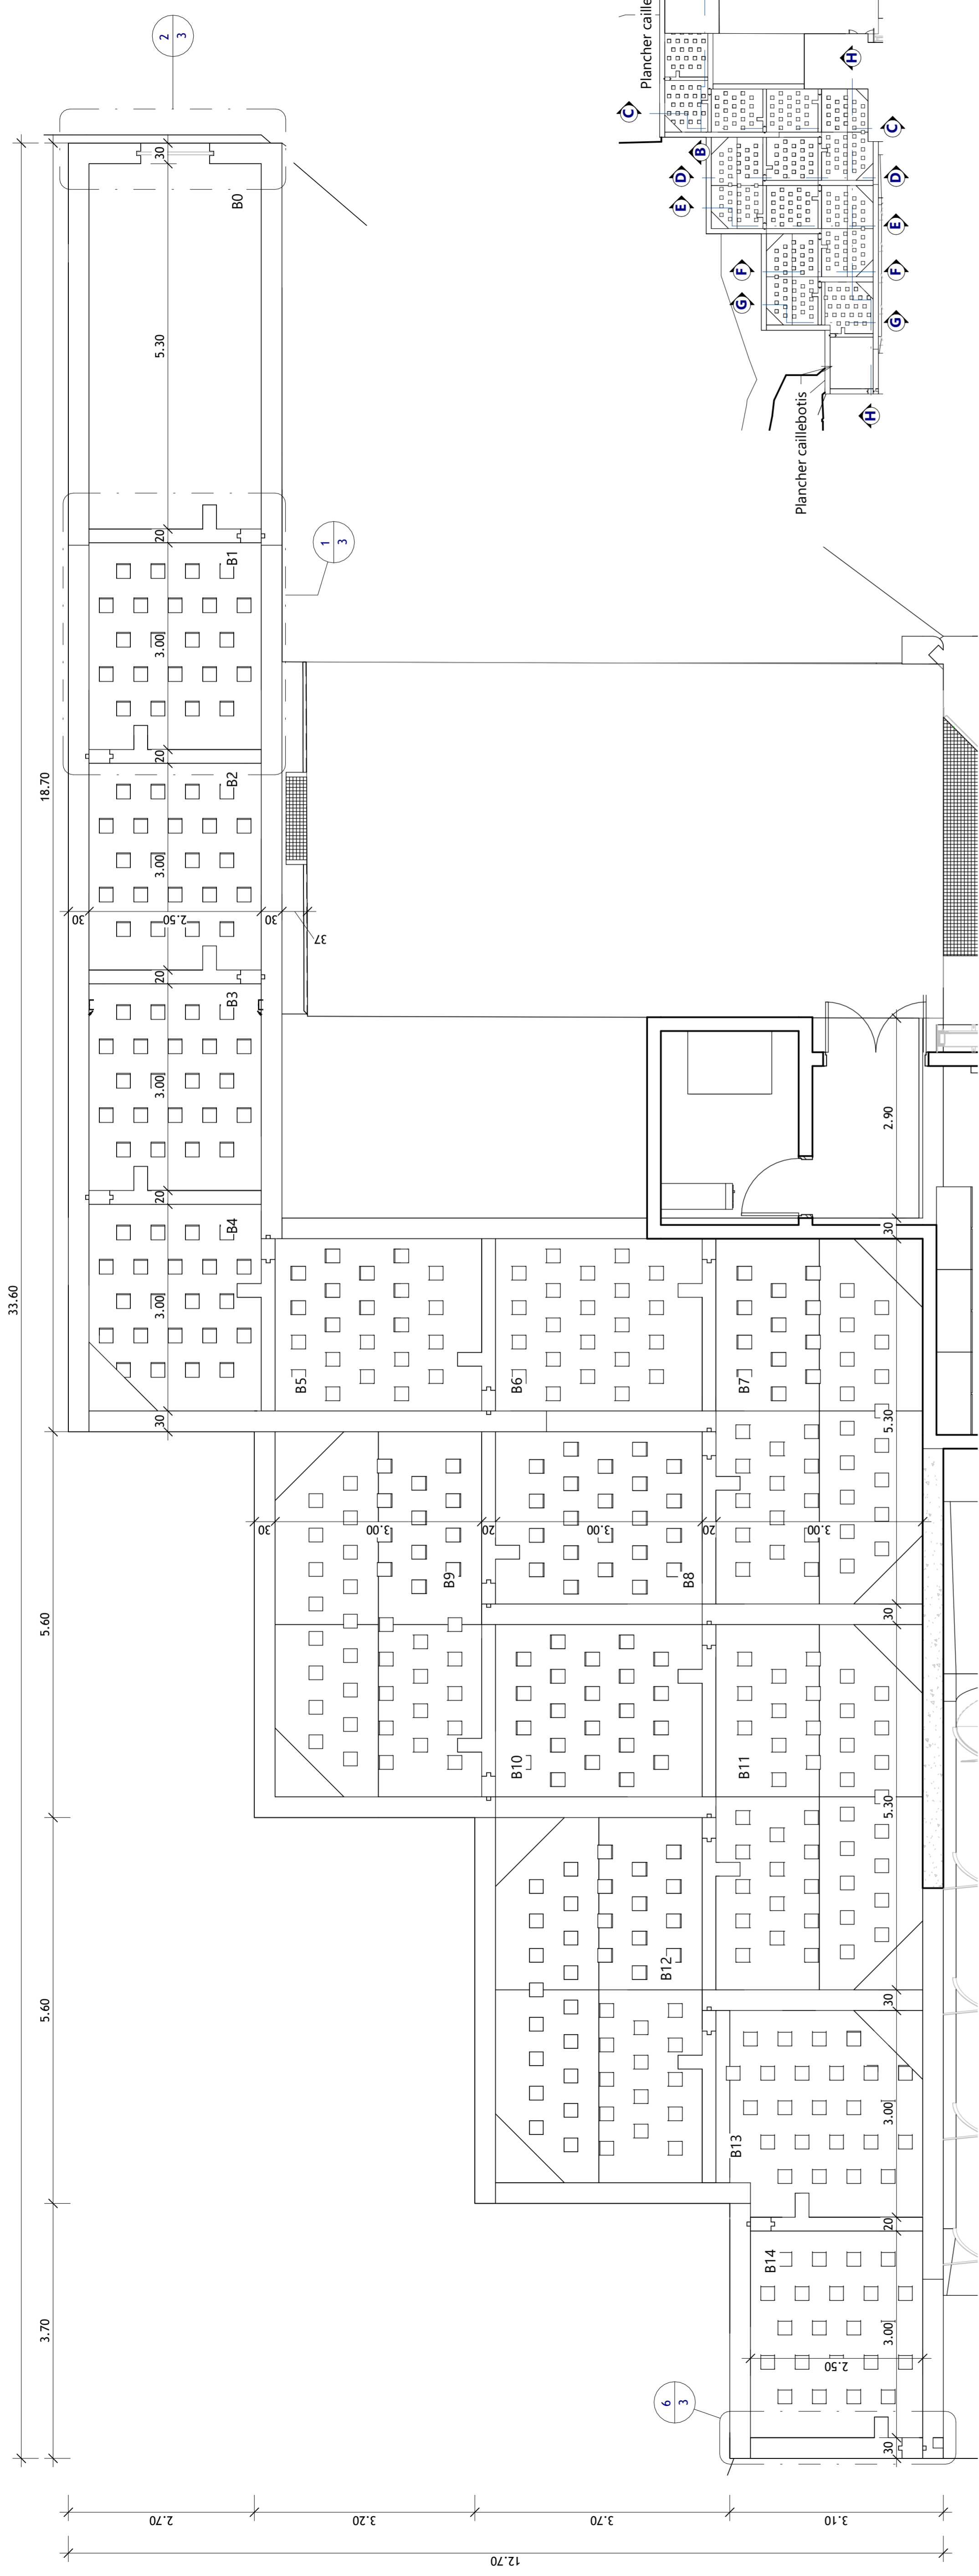 2
3
30
B0
5.30
20
B1
1
3
3.00
20
B2
3.00
30
2.50
30
37
20
B3
3.00
20
B4
3.00
30
18.70
33.60
5.60
5.60
3.70
B5
B6
B7
5.30
2.90
30
30
3.00
20
3.00
20
3.00
B9
B8
30
B10
B11
5.30
B12
30
B13
3.00
20
B14
3.00
2.50
30
6
3
2.70
3.20
3.70
3.10
12.70
Plancher caille
C
H
B
D
E
F
G
C
D
E
F
G
H
Plancher caillebotis